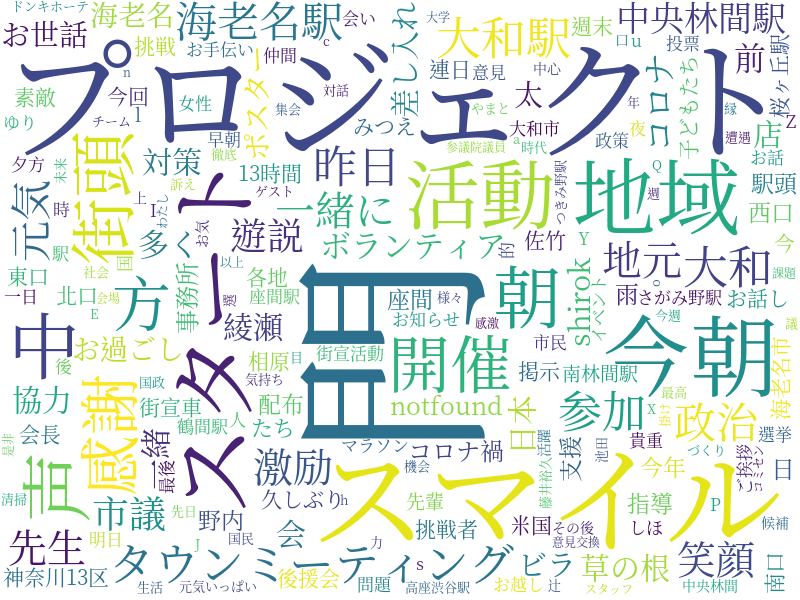 ドンキホーテ
海老名
海老名駅
会い
大学
c
差し入れ
週末
中央林間駅
お世話
挑戦
お手伝い
仲間
大和駅
口
u
投票
前
桜ヶ丘駅
n
プロジェクト
連日
意見
中心
コロナ
素敵
今回
女性
ポスター
対話
太
年
子どもたち
店
ゆり
チーム
l
早朝
集会
みつえ
やまと
大和市
a
夜
縁
Z
夕方
街頭
徹底
参議院議員
時代
政策
遭遇
お話
元気
未来
対策
昨日
13時間
活動
地域
Q
週
駅頭
上
訴え
わたし
I
スタート
ゲスト
一緒に
つきみ野駅
西口
時
多く
お気
遊説
ボランティア
的
佐竹
Y
地元
大和
今
駅
国
社会
東口
方
事務所
各地
座間駅
以上
門
朝
shirok
イベント
雨
さがみ野駅
お話し
課題
一日
北口
会場
題
座間
様々
o
中
E
綾瀬
お知らせ
感激
市民
今朝
今週
議
後
お過ごし
相原
街宣活動
開催
掲示
南林間駅
海老名市
感謝
国政
気持ち
目
協力
街宣車
人
配布
notfound
日本
参加
最高
X
掛け
政治
会長
鶴間駅
たち
マラソン
コロナ禍
活躍
支援
貴重
選挙
是非
声
一緒
最後
激励
機会
藤井裕久
池田
今年
づくり
ご挨拶
コミセン
日
清掃
市議
先日
久しぶり
h
先輩
挑戦者
スマイル
P
指導
候補
先生
明日
野内
会
国民
力
米国
その後
意見交換
しほ
神奈川13区
J
タウンミーティング
s
ビラ
草の根
笑顔
南口
生活
元気いっぱい
後援会
問題
高座渋谷駅
お越し
辻
スタッフ
中央林間